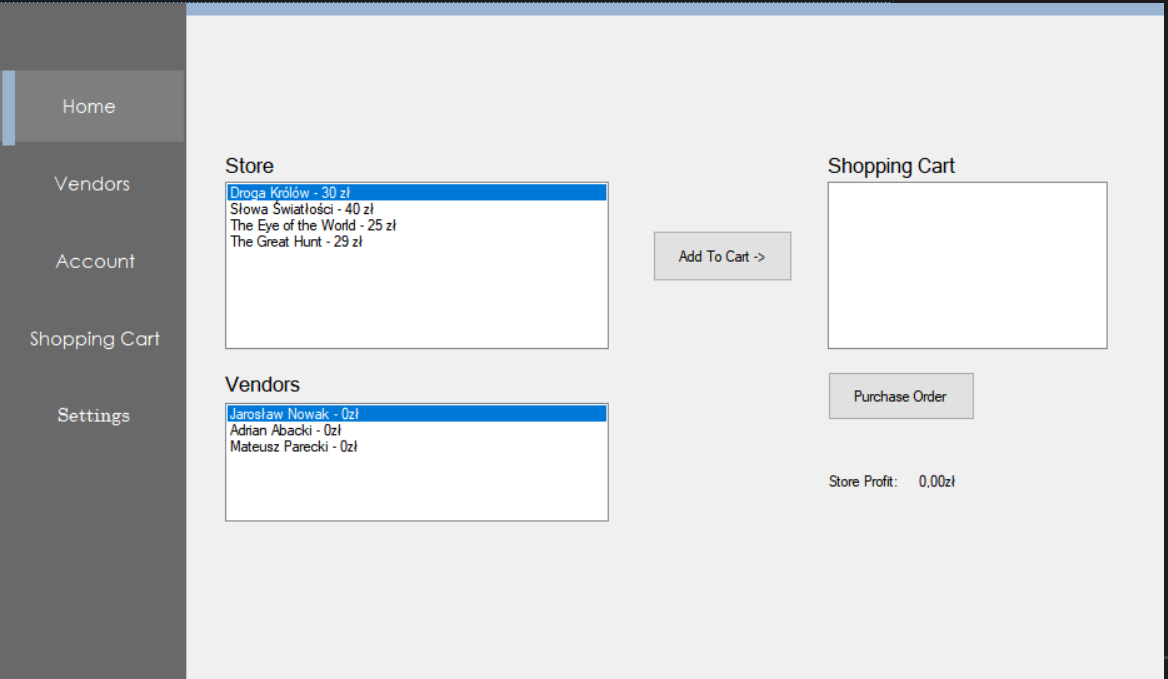 Home
Vendors
Account
Shopping Cart
Settings
Store
Droga Królów - 30 zł
Słowa Światłości - 40 zł
The Eye of the World - 25 zł
The Great Hunt - 29 zł
Add To Cart ->
Shopping Cart
Vendors
Jarosław Nowak - 0zł
Adrian Abacki - 0zł
Mateusz Parecki - 0zł
Purchase Order
Store Profit: 0,00zł